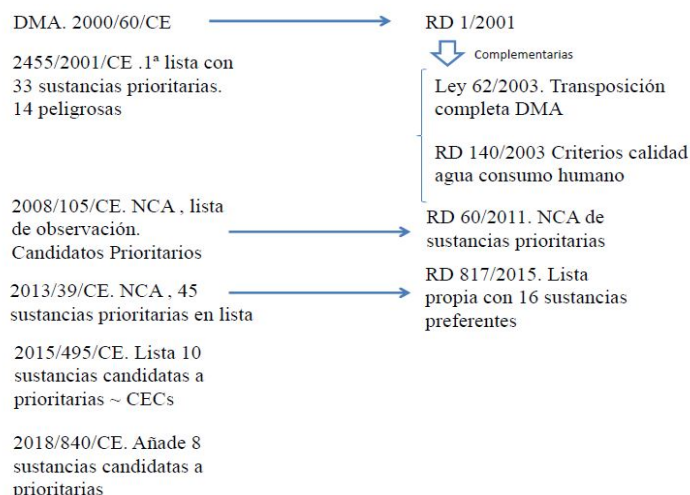 DMA. 2000/60/CE
RD 1/2001
Complementarias
2455/2001/CE .1ª lista con
33 sustancias prioritarias.
14 peligrosas
Ley 62/2003. Transposición
completa DMA
RD 140/2003 Criterios calidad
agua consumo humano
2008/105/CE. NCA , lista
de observación.
Candidatos Prioritarios
RD 60/2011. NCA de
sustancias prioritarias
2013/39/CE. NCA , 45
sustancias prioritarias en lista
RD 817/2015. Lista
propia con 16 sustancias
preferentes
2015/495/CE. Lista 10
sustancias candidatas a
prioritarias ~ CECs
2018/840/CE. Añade 8
sustancias candidatas a
prioritarias